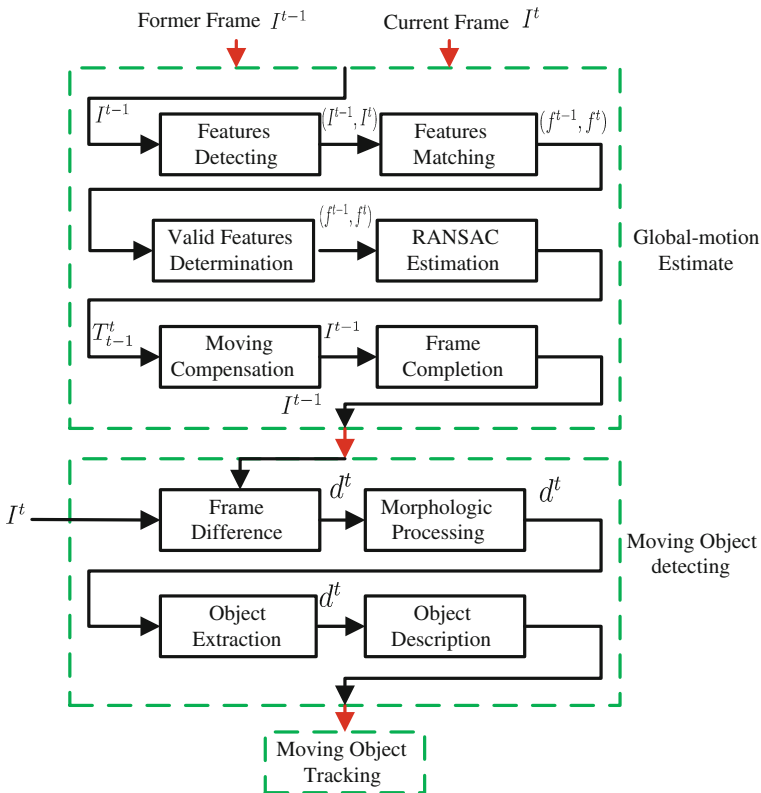 Former Frame I^{t-1}
Current Frame I^t
I^{t-1}
Features
Detecting
(I^{t-1}, I^t)
Features
Matching
(f^{t-1}, f^t)
Valid Features
Determination
(f^{t-1}, f^t)
RANSAC
Estimation
Global-motion
Estimate
T^t_{t-1}
Moving
Compensation
I^{t-1}
Frame
Completion
I^{t-1}
I^t
Frame
Difference
d^t
Morphologic
Processing
d^t
Moving Object
detecting
Object
Extraction
d^t
Object
Description
Moving Object
Tracking